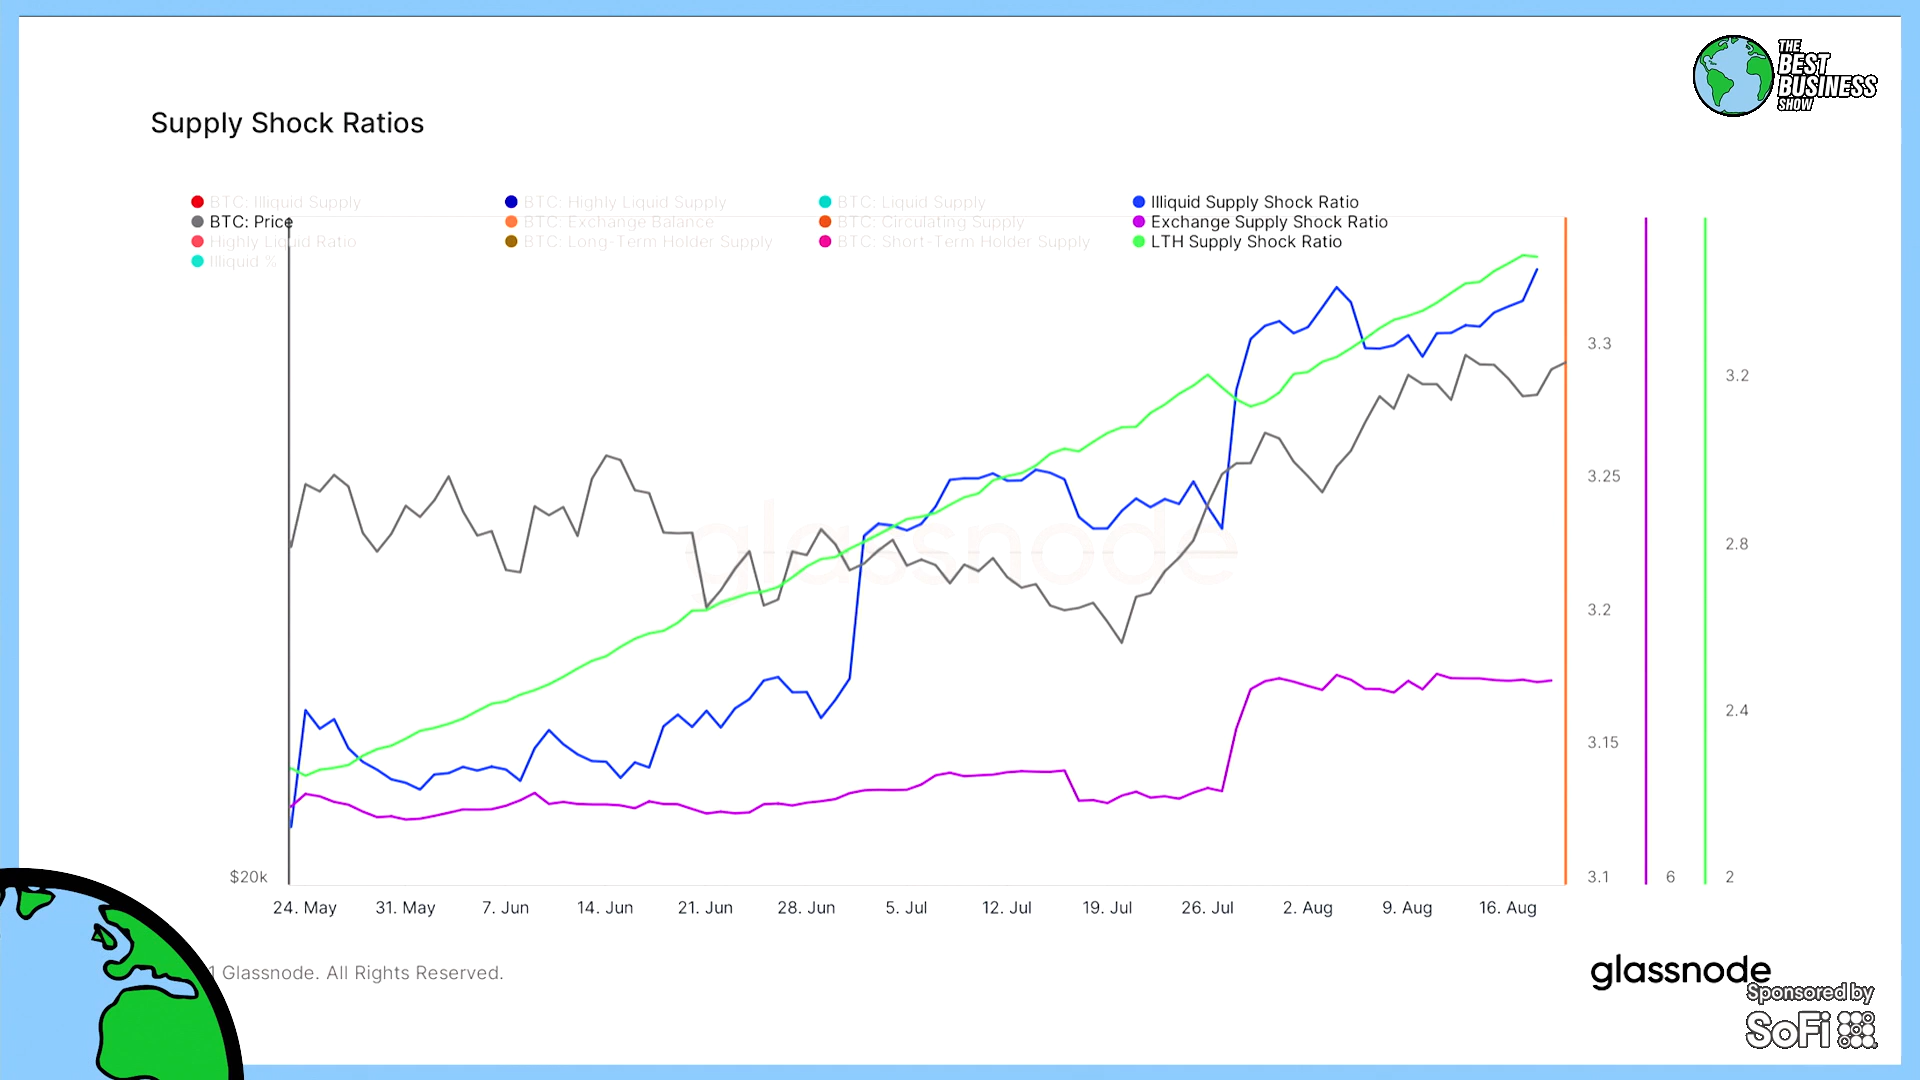 THE
BEST
BUSINESS
SHOW
Supply Shock Ratios
BTC: Illiquid Supply
BTC: Highly Liquid Supply
BTC: Liquid Supply
Illiquid Supply Shock Ratio
BTC: Price
BTC: Exchange Balance
BTC: Circulating Supply
Exchange Supply Shock Ratio
Highly Liquid Ratio
BTC: Long-Term Holder Supply
BTC: Short-Term Holder Supply
LTH Supply Shock Ratio
Illiquid %
glassnode
3.3
3.25
3.2
3.15
3.1
6
3.2
2.8
2.4
2
$20k
24. May
31. May
7. Jun
14. Jun
21. Jun
28. Jun
5. Jul
12. Jul
19. Jul
26. Jul
2. Aug
9. Aug
16. Aug
1 Glassnode. All Rights Reserved.
glassnode
Sponsored by
SoFi